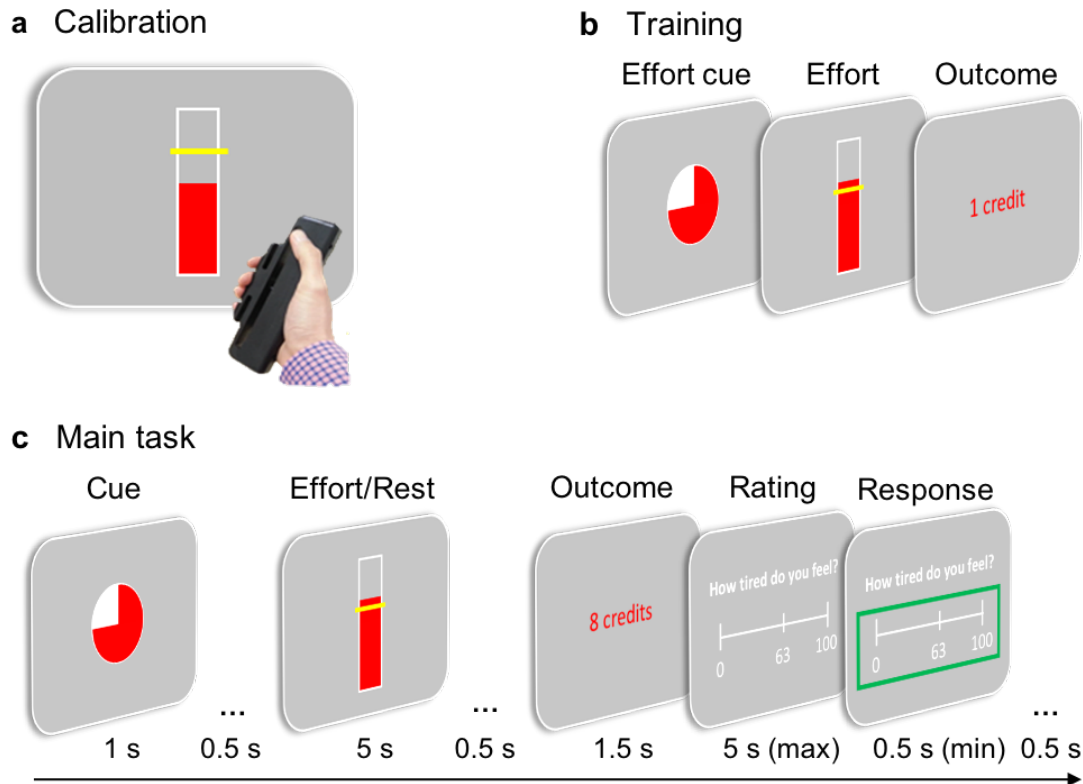 a Calibration
b Training
Effort cue Effort Outcome
1 credit
c Main task
Cue Effort/Rest Outcome Rating Response
8 credits
How tired do you feel?
0 63 100
How tired do you feel?
0 63 100
... ... ...
1 s 0.5 s 5 s 0.5 s 1.5 s 5 s (max) 0.5 s (min) 0.5 s